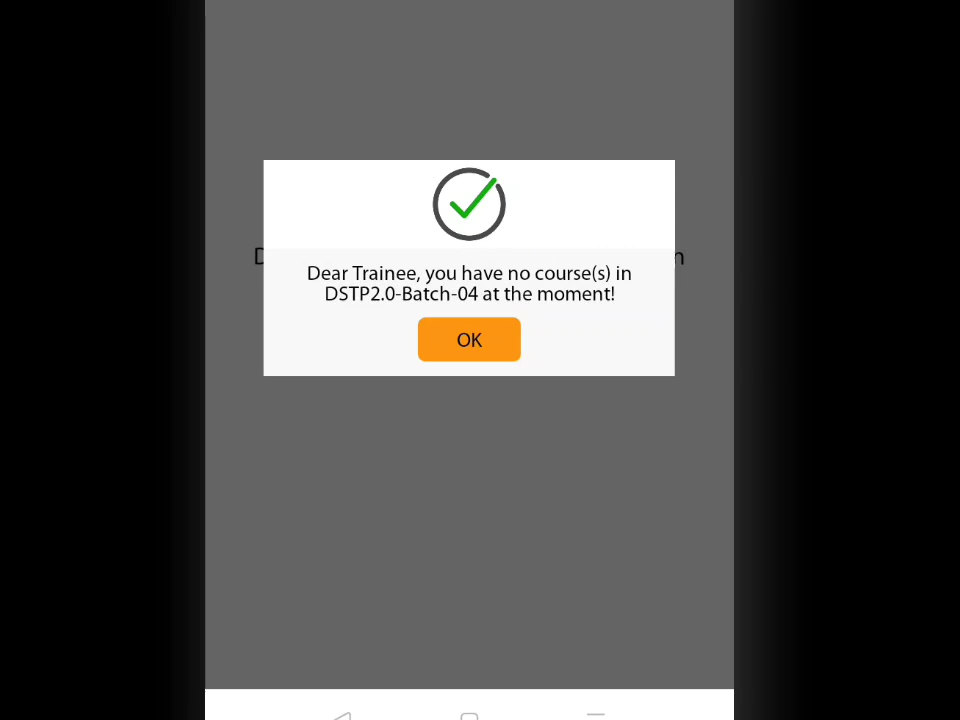 Dear Trainee, you have no course(s) in
DSTP2.0-Batch-04 at the moment!
OK